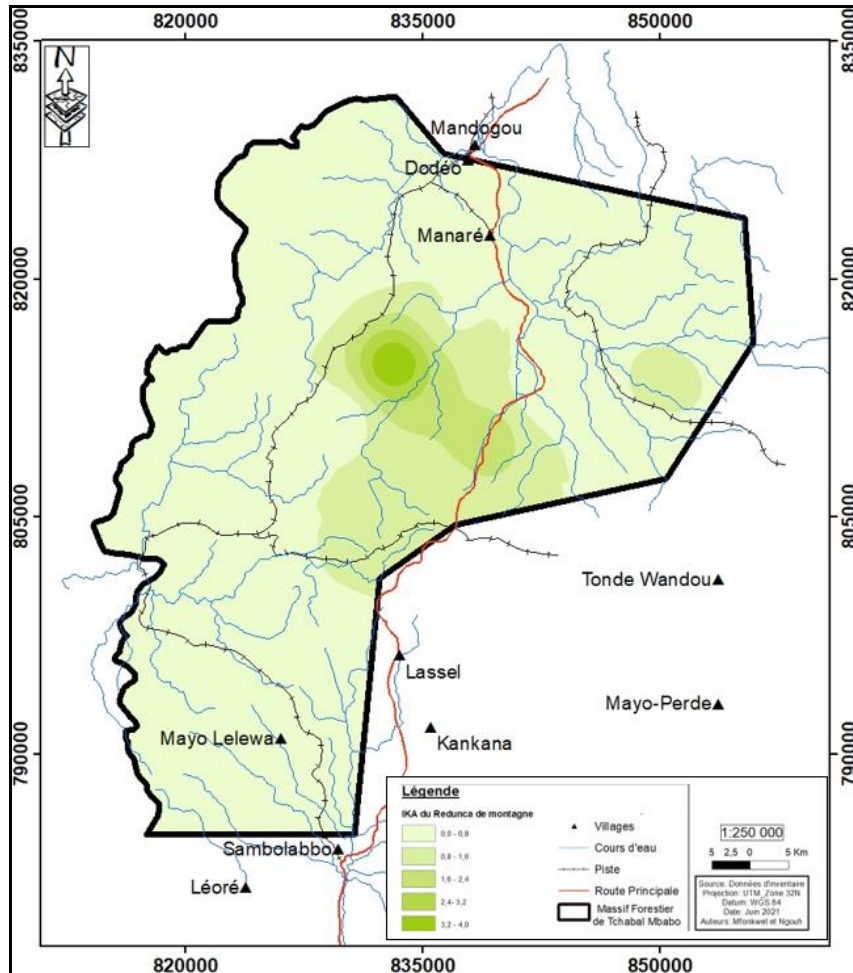 820000 835000 850000
835000 835000
N
Mandogou
Dodéo
Manaré
820000 820000
805000 805000
Tonde Wandou
Lassel
Mayo-Perde
Mayo Lelewa
Kankana
790000 790000
Sambolabbo
Léoré
Légende
IKA du Redunca de montagne
0,0 - 0,8
0,8 - 1,6
1,6 - 2,4
2,4- 3,2
3,2 - 4,0
Villages
Cours d'eau
Piste
Route Principale
Massif Forestier
de Tchabal Mbabo
1:250 000
5 2,5 0 5 Km
Source: Données d'inventaire
Projection: UTM_Zone 32N
Datum: WGS 84
Date: Juin 2021
Auteurs: Mfonkwet et Ngoufi
820000 835000 850000